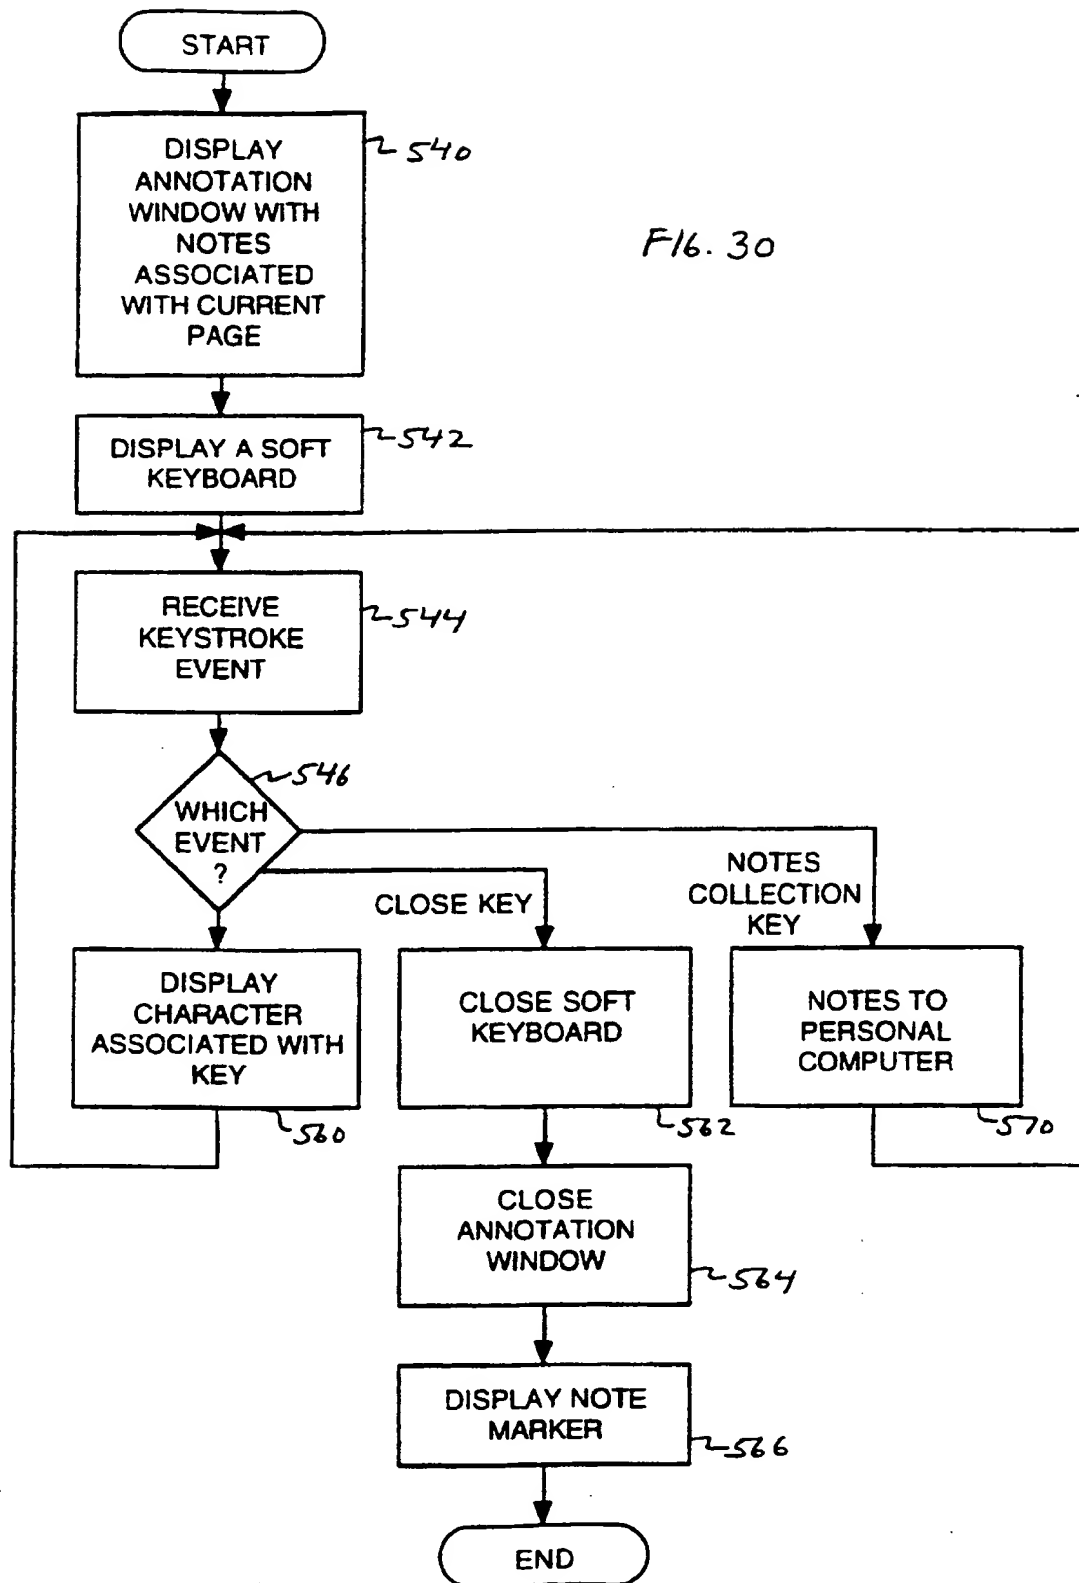 START
DISPLAY
ANNOTATION
WINDOW WITH
NOTES
ASSOCIATED
WITH CURRENT
PAGE
540
FIG. 30
DISPLAY A SOFT
KEYBOARD
542
RECEIVE
KEYSTROKE
EVENT
544
WHICH
EVENT
?
546
CLOSE KEY
NOTES
COLLECTION
KEY
DISPLAY
CHARACTER
ASSOCIATED WITH
KEY
560
CLOSE SOFT
KEYBOARD
562
NOTES TO
PERSONAL
COMPUTER
570
CLOSE
ANNOTATION
WINDOW
564
DISPLAY NOTE
MARKER
566
END